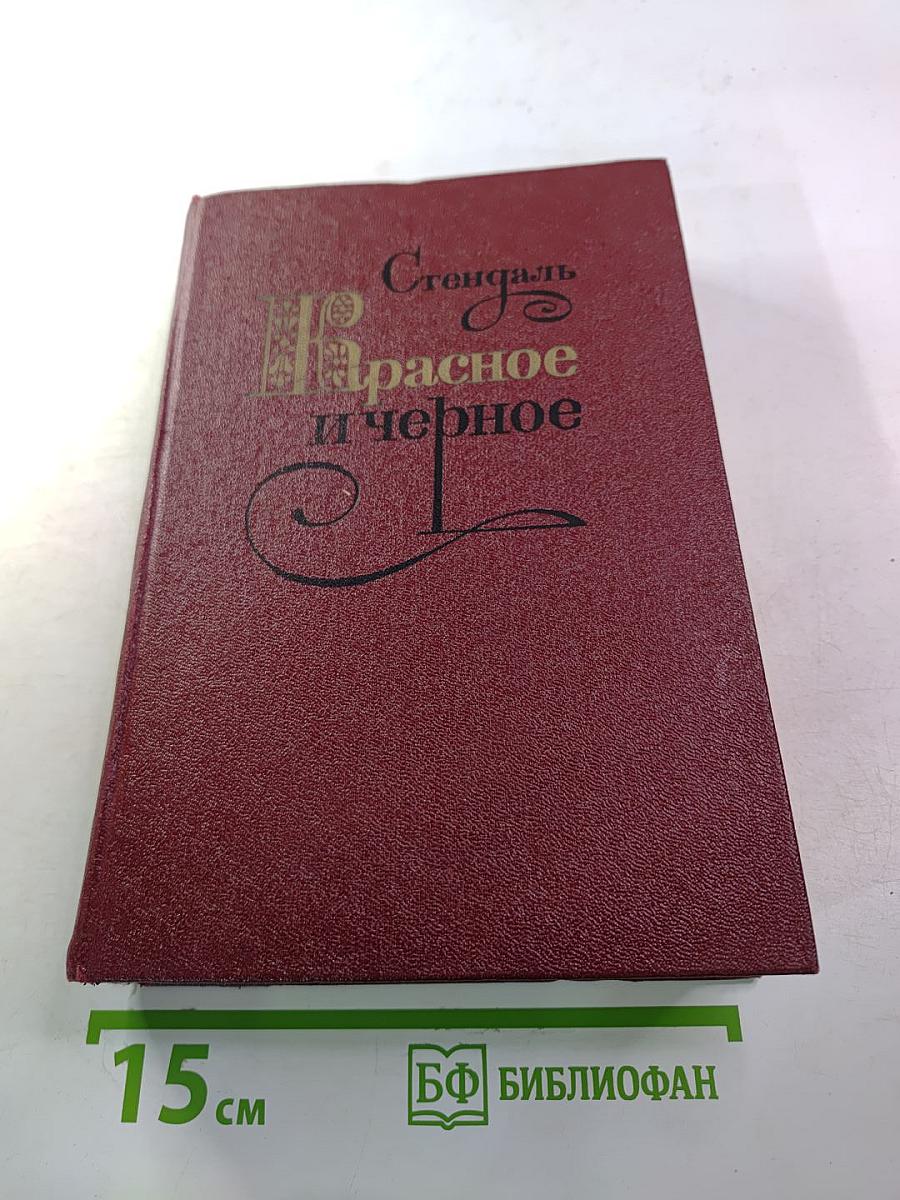 Стендаль
Красное
и черное
15 см
БФ БИБЛИОФАН